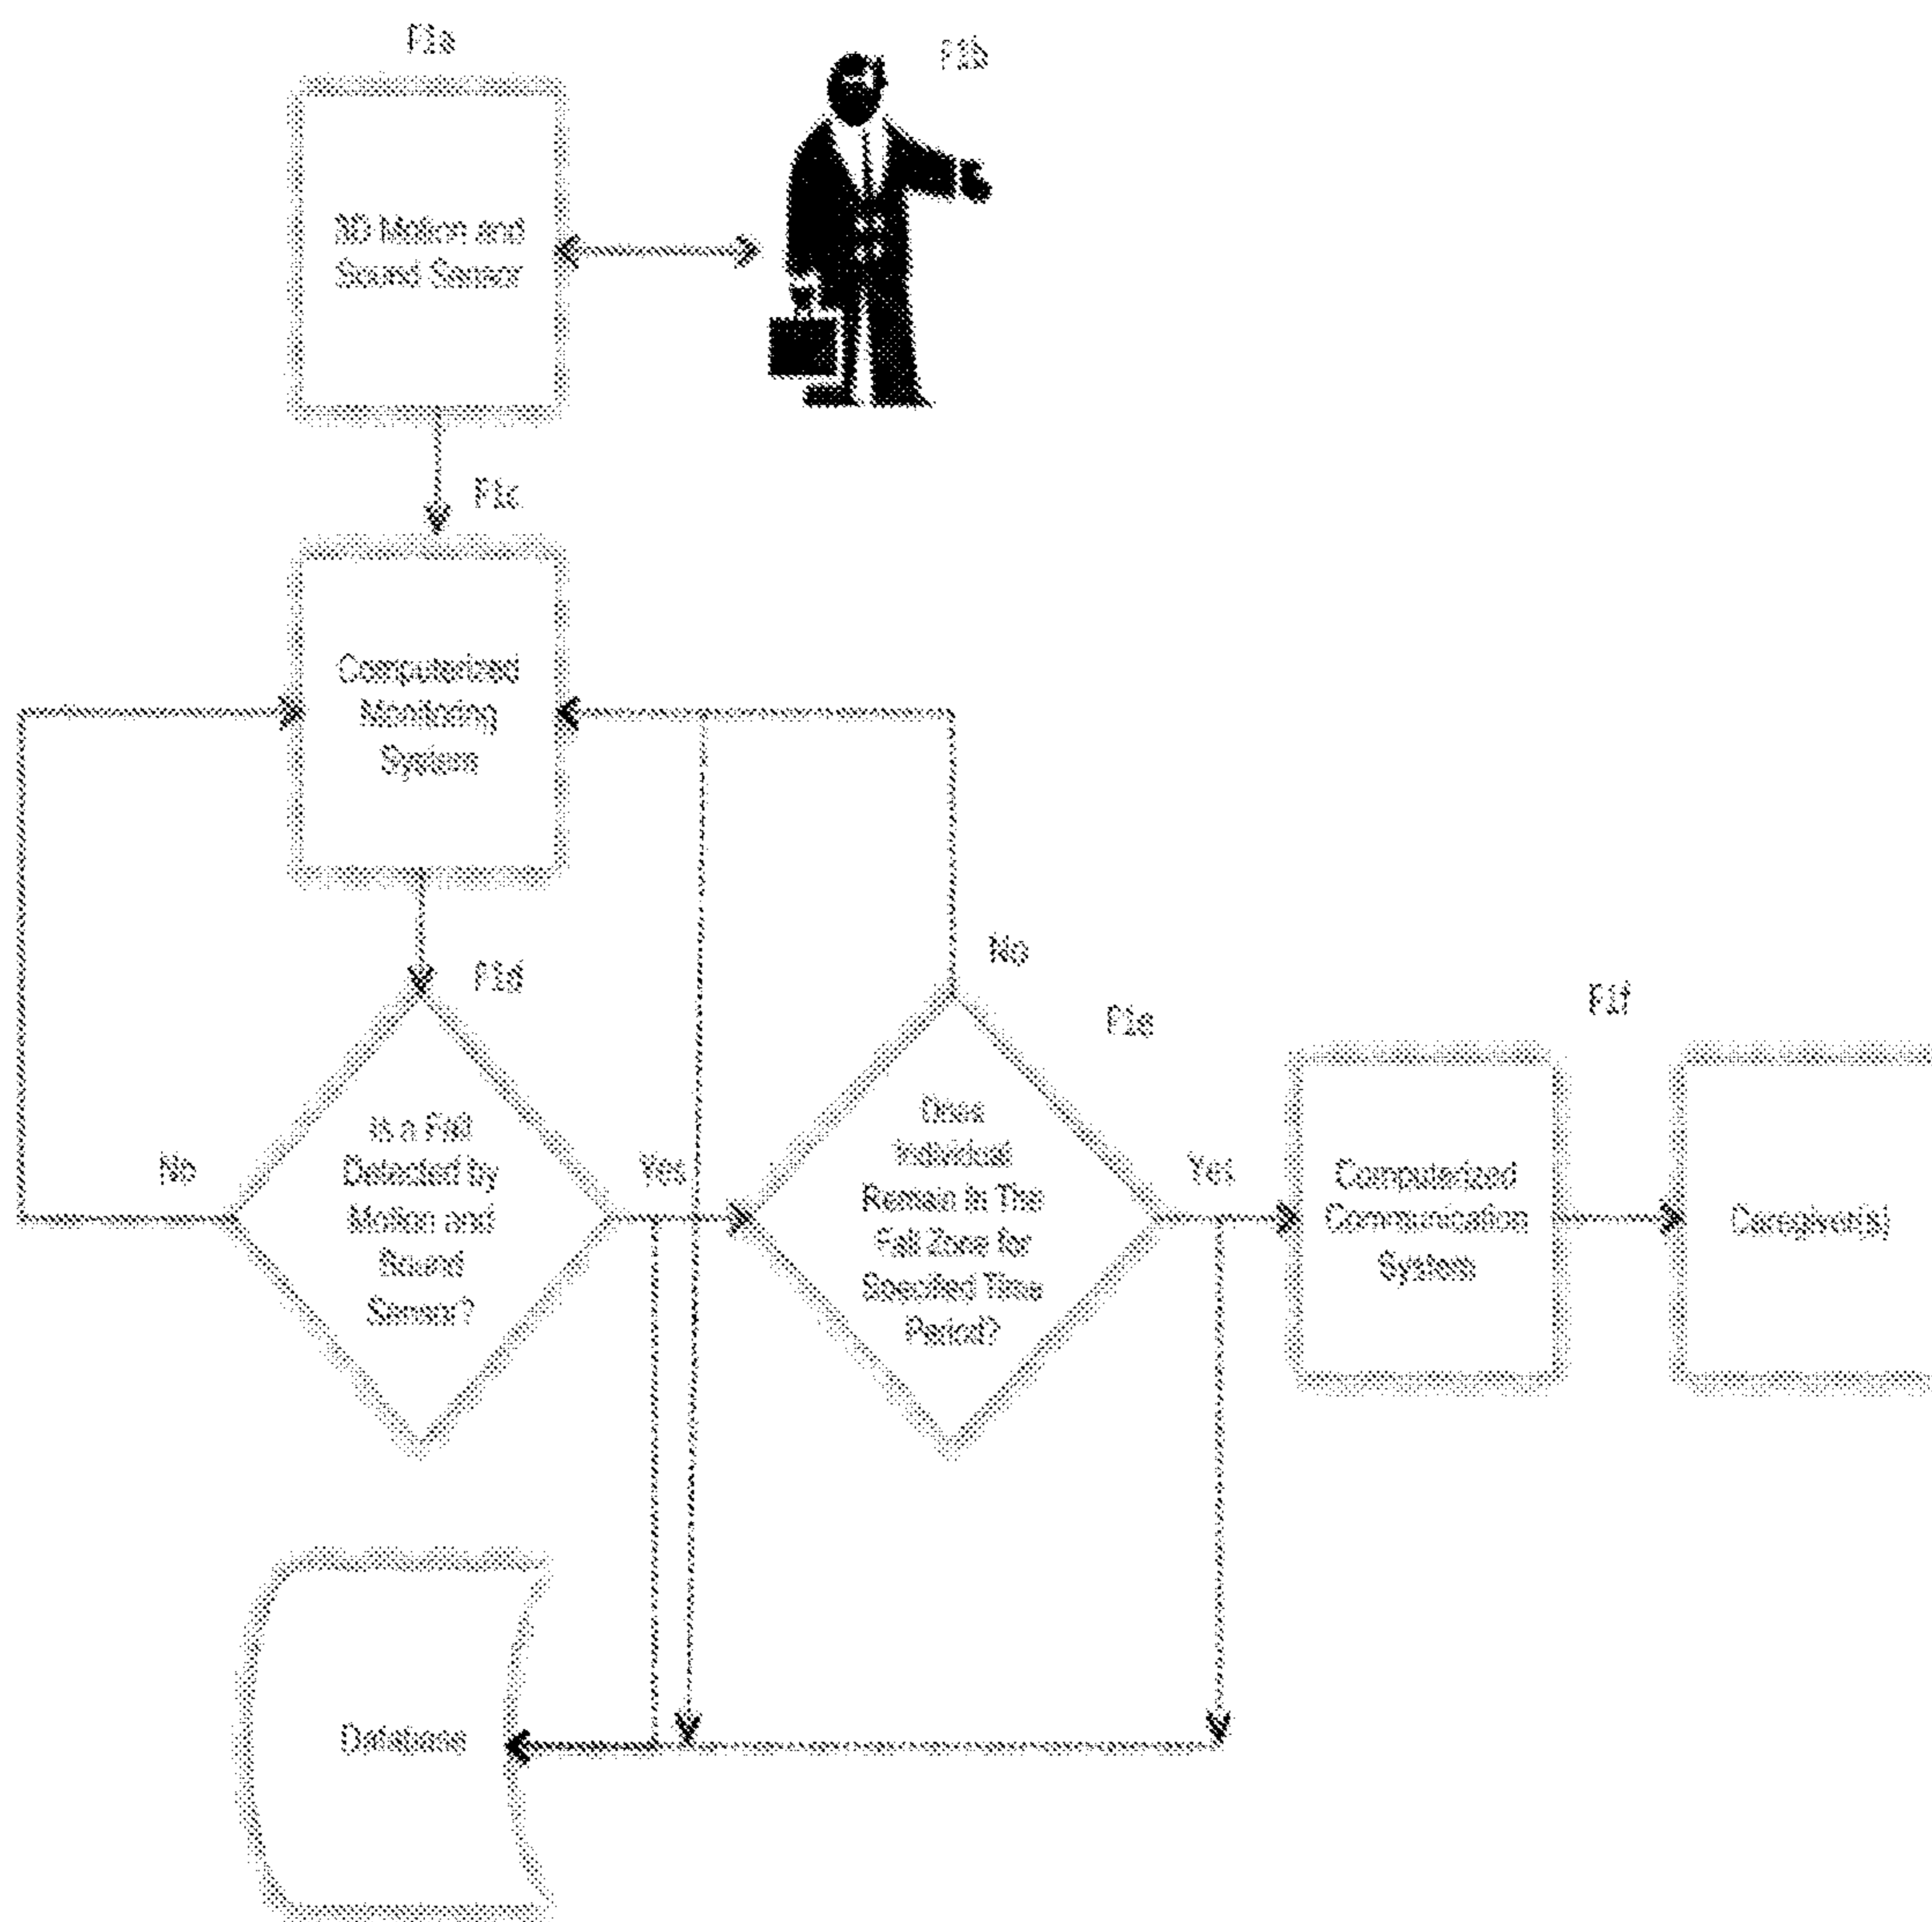 F1a
F1b
3D Motion and
Sound Sensor
F1c
Computerized
Monitoring
System
F1d
No
F1e
F1f
Is a Fall
Detected by
Motion and
Sound
Sensor?
No
Yes
Does
Individual
Remain In The
Fall Zone for
Specified Time
Period?
Yes
Computerized
Communication
System
Caregiver(s)
Database